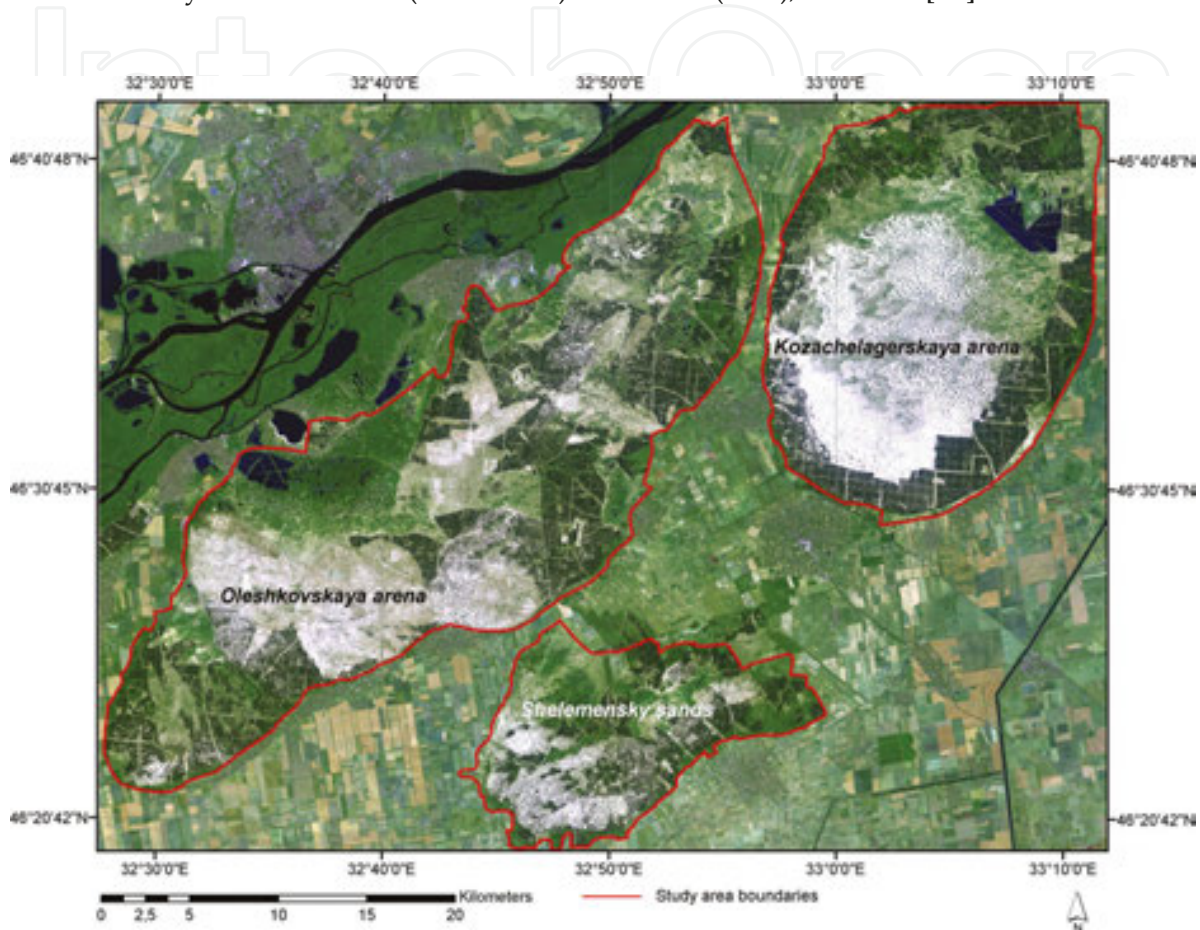 IntechOpen
32°30'0"E 32°40'0"E 32°50'0"E 33°0'0"E 33°10'0"E
46°40'48"N 46°40'48"N
Kozachelagerskaya arena
46°30'45"N 46°30'45"N
Oleshkovskaya arena
Shelemensky sands
46°20'42"N 46°20'42"N
32°30'0"E 32°40'0"E 32°50'0"E 33°0'0"E 33°10'0"E
Kilometers Study area boundaries
0 2,5 5 10 15 20 N